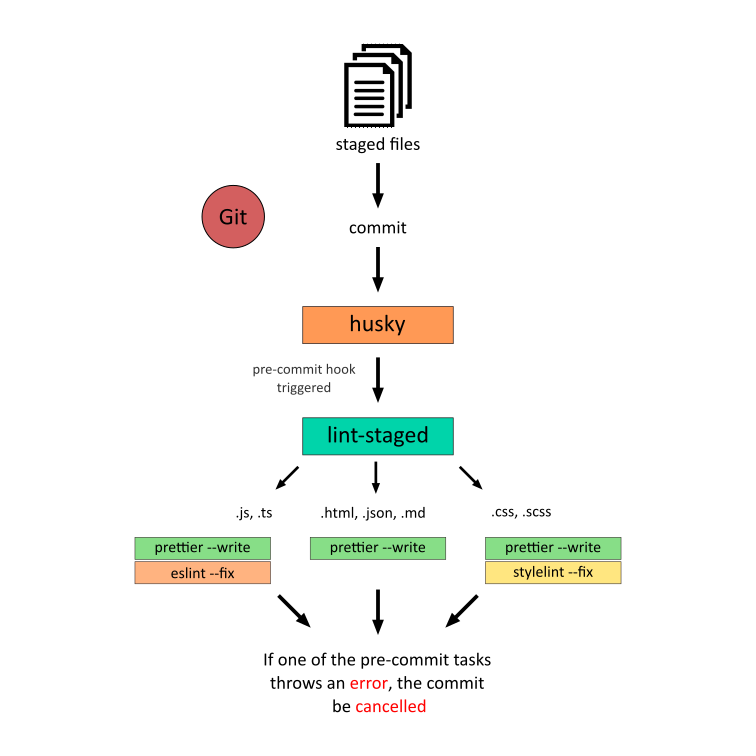 staged files
Git
commit
husky
pre-commit hook
triggered
lint-staged
.js, .ts
.html, .json, .md
.css, .scss
prettier --write
prettier --write
prettier --write
eslint --fix
stylelint --fix
If one of the pre-commit tasks
throws an error, the commit
be cancelled